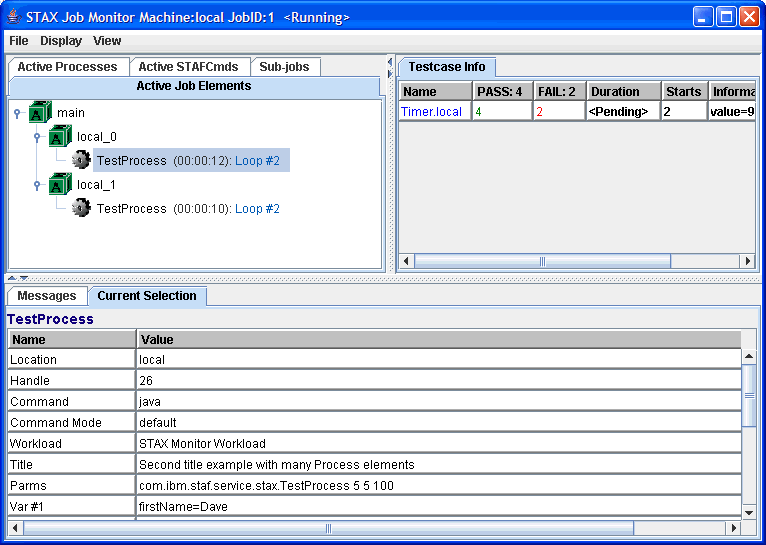 STAX Job Monitor Machine:local JobID:1 <Running>
File Display View
Active Processes Active STAFCmds Sub-jobs
Active Job Elements
main
local_0
TestProcess (00:00:12): Loop #2
local_1
TestProcess (00:00:10): Loop #2
Testcase Info
Name PASS: 4 FAIL: 2 Duration Starts Informa
Timer.local 4 2 <Pending> 2 value=9
Messages Current Selection
TestProcess
Name Value
Location local
Handle 26
Command java
Command Mode default
Workload STAX Monitor Workload
Title Second title example with many Process elements
Parms com.ibm.staf.service.stax.TestProcess 5 5 100
Var #1 firstName=Dave